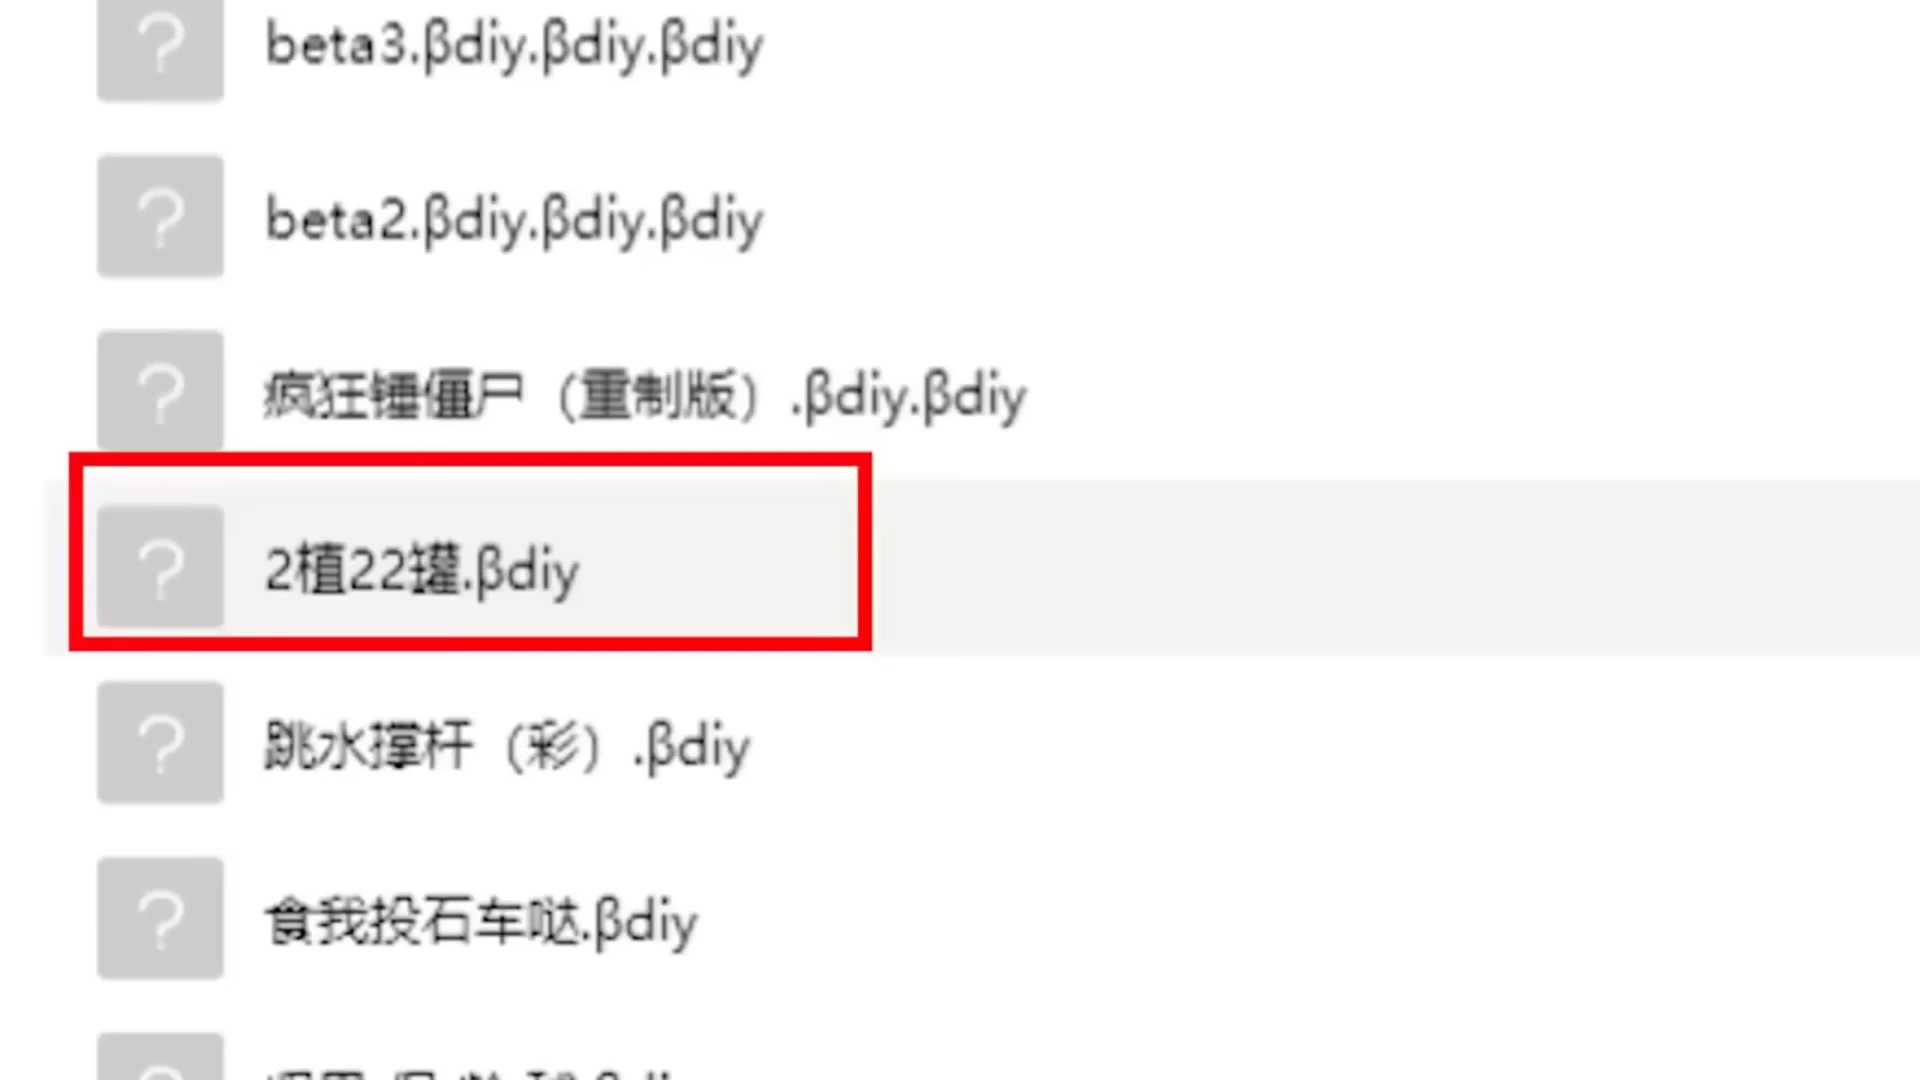 beta3.βdiy.βdiy.βdiy
beta2.βdiy.βdiy.βdiy
疯狂锤僵尸（重制版）.βdiy.βdiy
2植22罐.βdiy
跳水撑杆（彩）.βdiy
食我投石车哒.βdiy